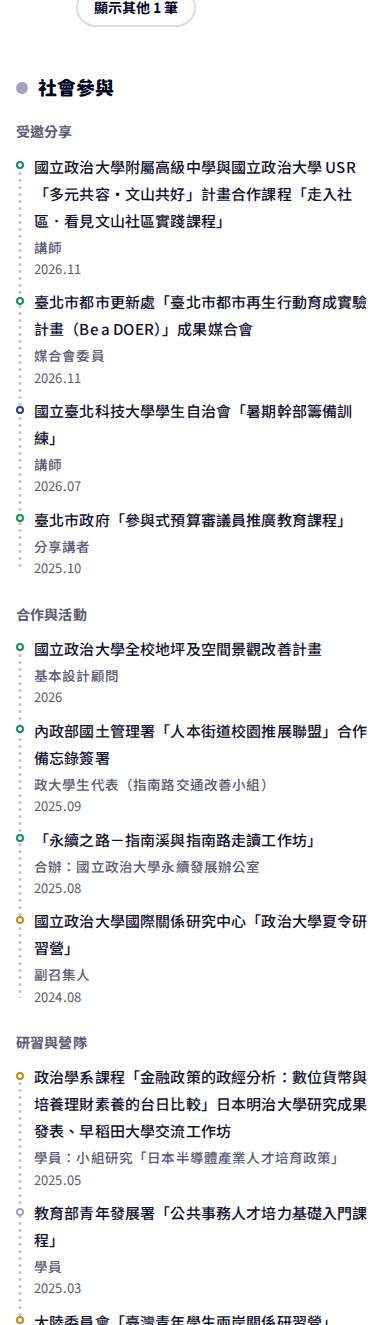 顯示其他 1 筆
社會參與
受邀分享
國立政治大學附屬高級中學與國立政治大學 USR
「多元共容・文山共好」計畫合作課程「走入社
區．看見文山社區實踐課程」
講師
2026.11
臺北市都市更新處「臺北市都市再生行動育成實驗
計畫（Be a DOER）」成果媒合會
媒合會委員
2026.11
國立臺北科技大學學生自治會「暑期幹部籌備訓
練」
講師
2026.07
臺北市政府「參與式預算審議員推廣教育課程」
分享講者
2025.10
合作與活動
國立政治大學全校地坪及空間景觀改善計畫
基本設計顧問
2026
內政部國土管理署「人本街道校園推展聯盟」合作
備忘錄簽署
政大學生代表（指南路交通改善小組）
2025.09
「永續之路－指南溪與指南路走讀工作坊」
合辦：國立政治大學永續發展辦公室
2025.08
國立政治大學國際關係研究中心「政治大學夏令研
習營」
副召集人
2024.08
研習與營隊
政治學系課程「金融政策的政經分析：數位貨幣與
培養理財素養的台日比較」日本明治大學研究成果
發表、早稻田大學交流工作坊
學員：小組研究「日本半導體產業人才培育政策」
2025.05
教育部青年發展署「公共事務人才培力基礎入門課
程」
學員
2025.03
大陸委員會「臺灣青年學生兩岸關係研習營」